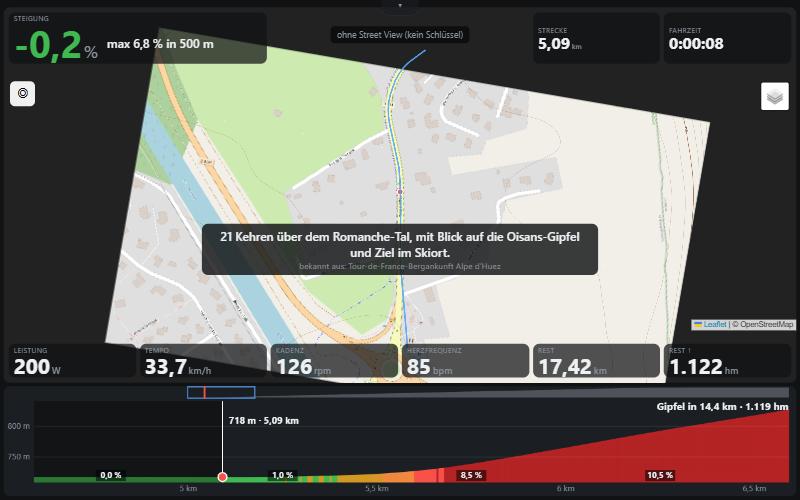 STEIGUNG
-0,2 %
max 6,8 % in 500 m
ohne Street View (kein Schlüssel)
STRECKE
5,09 km
FAHRZEIT
0:00:08
21 Kehren über dem Romanche-Tal, mit Blick auf die Oisans-Gipfel
und Ziel im Skiort.
bekannt aus: Tour-de-France-Bergankunft Alpe d'Huez
Leaflet | © OpenStreetMap
LEISTUNG
200 W
TEMPO
33,7 km/h
KADENZ
126 rpm
HERZFREQUENZ
85 bpm
REST
17,42 km
REST ↑
1.122 hm
Gipfel in 14,4 km · 1.119 hm
718 m · 5,09 km
800 m
750 m
0,0 %
1,0 %
8,5 %
10,5 %
5 km
5,5 km
6 km
6,5 km